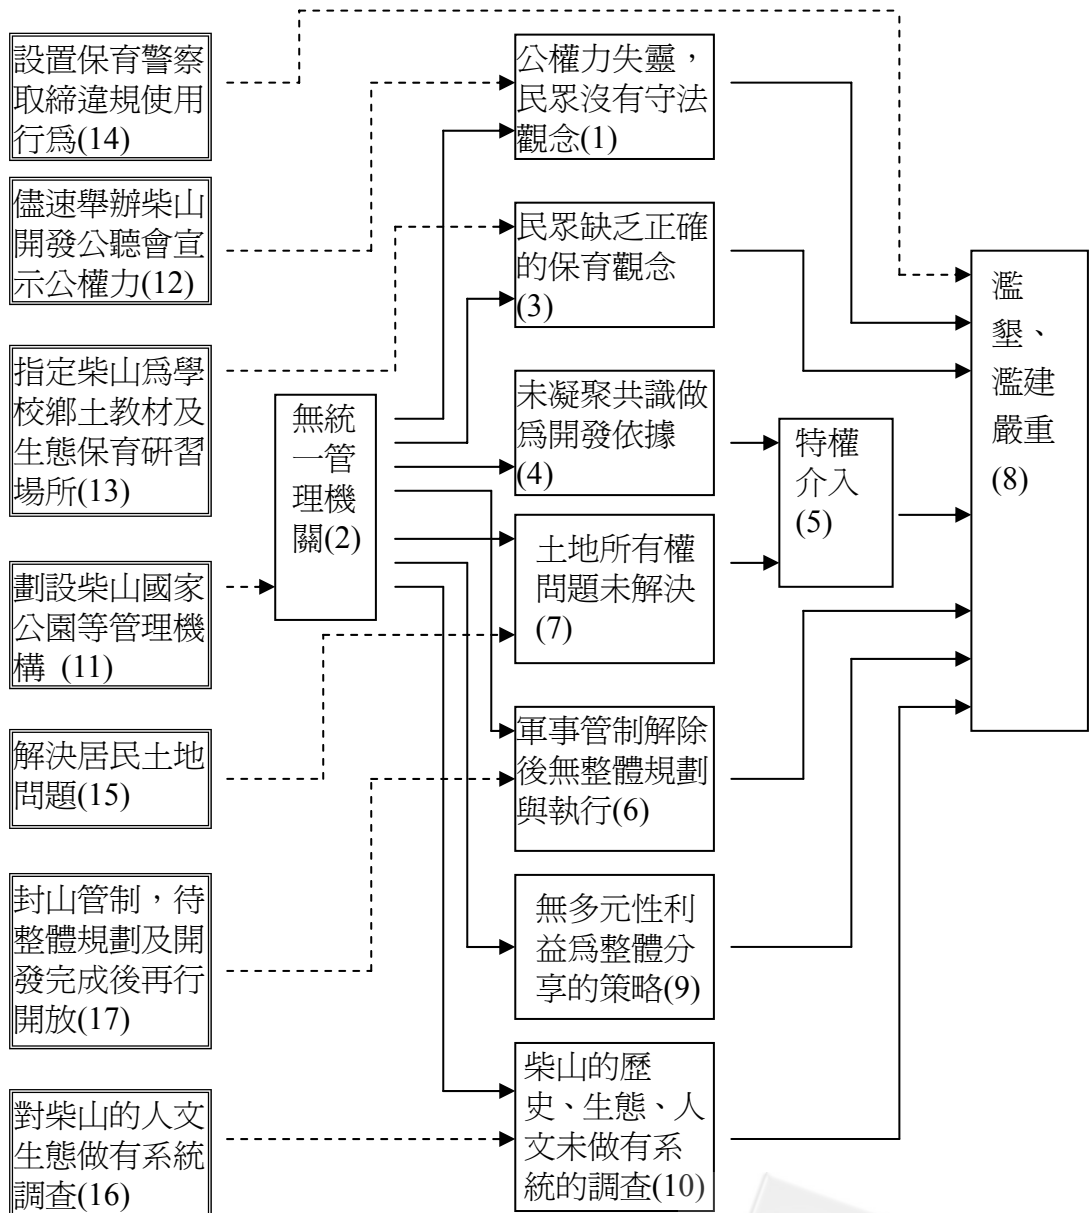 設置保育警察
取締違規使用
行為(14)
儘速舉辦柴山
開發公聽會宣
示公權力(12)
指定柴山為學
校鄉土教材及
生態保育研習
場所(13)
劃設柴山國家
公園等管理機
構 (11)
解決居民土地
問題(15)
封山管制，待
整體規劃及開
發完成後再行
開放(17)
對柴山的人文
生態做有系統
調查(16)
無統
一管
理機
關(2)
公權力失靈，
民眾沒有守法
觀念(1)
民眾缺乏正確
的保育觀念
(3)
未凝聚共識做
為開發依據
(4)
土地所有權
問題未解決
(7)
軍事管制解除
後無整體規劃
與執行(6)
無多元性利
益為整體分
享的策略(9)
柴山的歷
史、生態、人
文未做有系
統的調查(10)
特權
介入
(5)
濫
墾、
濫建
嚴重
(8)